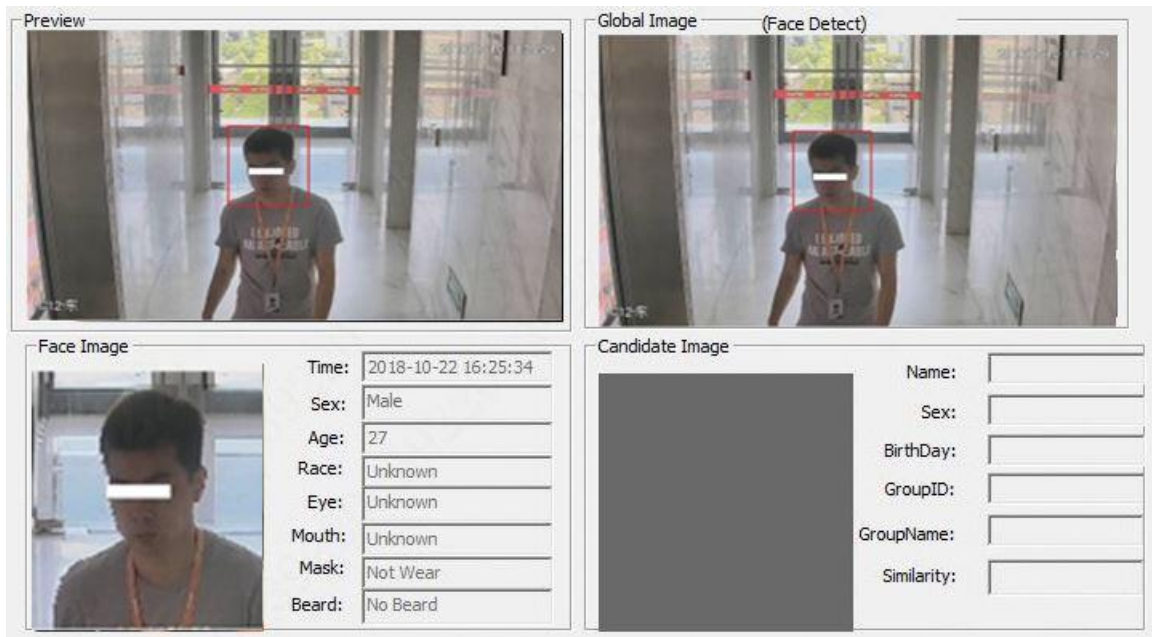 Preview
Global Image (Face Detect)
Face Image
Time: 2018-10-22 16:25:34
Sex: Male
Age: 27
Race: Unknown
Eye: Unknown
Mouth: Unknown
Mask: Not Wear
Beard: No Beard
Candidate Image
Name:
Sex:
BirthDay:
GroupID:
GroupName:
Similarity: